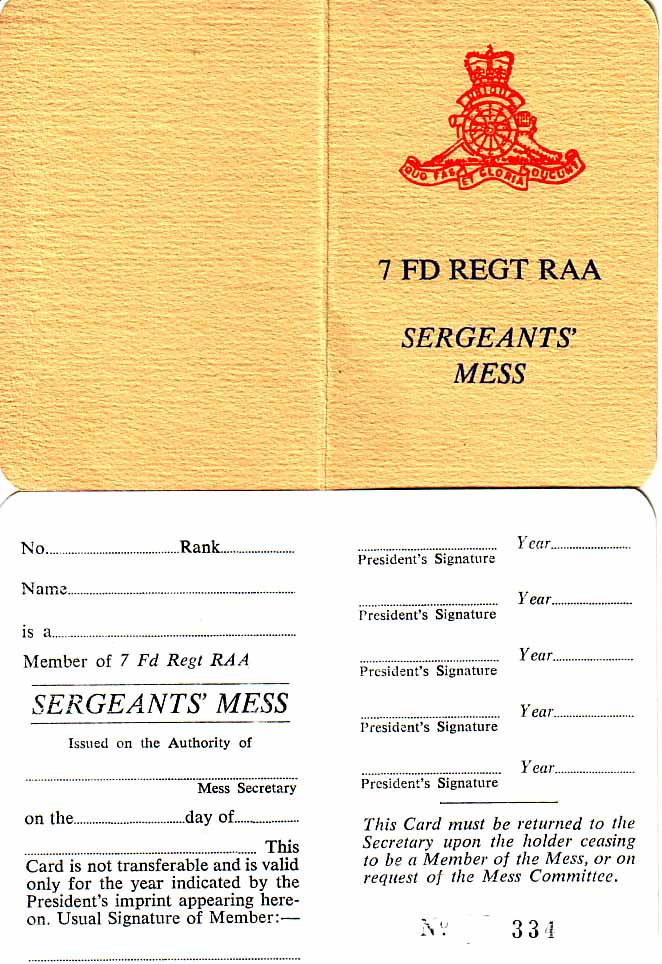 UBIQUE
QUO FAS ET GLORIA DUCUNT
7 FD REGT RAA
SERGEANTS'
MESS
No.......Rank.......
Name.......
is a.......
Member of 7 Fd Regt RAA
SERGEANTS' MESS
Issued on the Authority of
Mess Secretary
on the.......day of.......
....... This
Card is not transferable and is valid
only for the year indicated by the
President's imprint appearing here-
on. Usual Signature of Member:—
Year.......
President's Signature
Year.......
President's Signature
Year.......
President's Signature
Year.......
President's Signature
Year.......
President's Signature
This Card must be returned to the
Secretary upon the holder ceasing
to be a Member of the Mess, or on
request of the Mess Committee.
No. 334